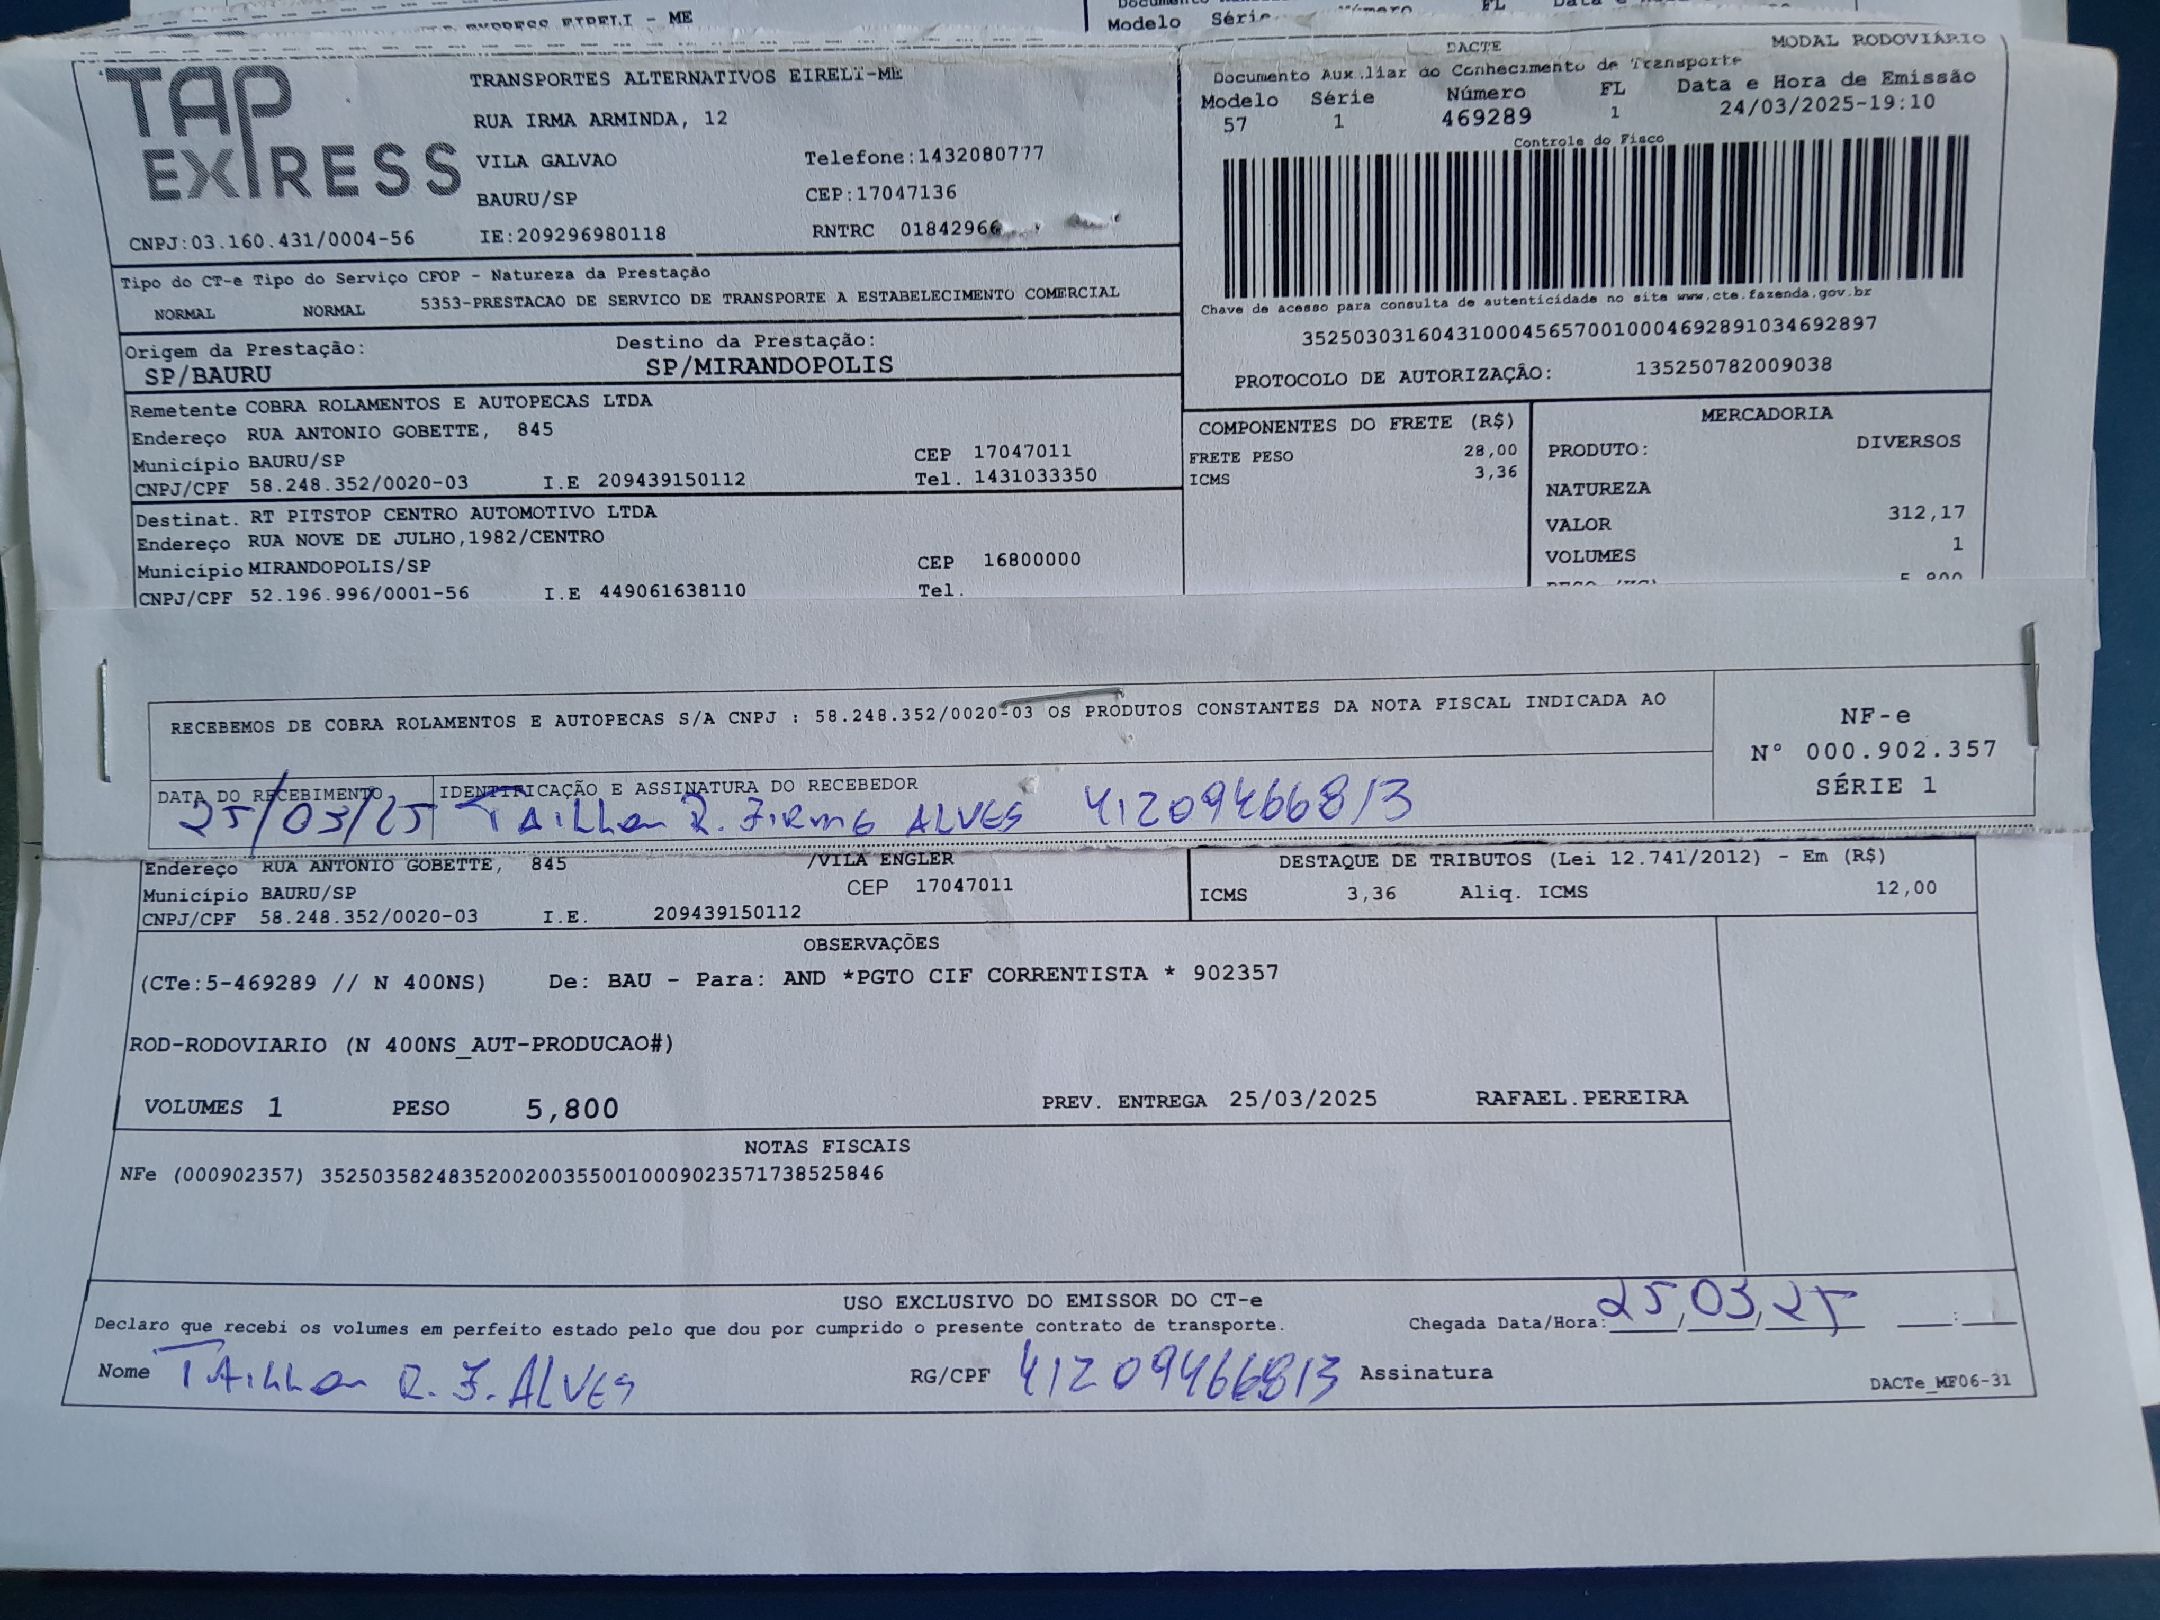 EXPRESS EIRELI - ME
Modelo Série FL
TAP EXPRESS
TRANSPORTES ALTERNATIVOS EIRELI-ME
RUA IRMA ARMINDA, 12
VILA GALVAO Telefone:1432080777
BAURU/SP CEP:17047136
CNPJ:03.160.431/0004-56 IE:209296980118 RNTRC 01842966
DACTE MODAL RODOVIÁRIO
Documento Auxiliar do Conhecimento de Transporte
Modelo Série Número FL Data e Hora de Emissão
57 1 469289 1 24/03/2025-19:10
Controle do Fisco
Chave de acesso para consulta de autenticidade no site www.cte.fazenda.gov.br
35250303160431000456570010004692891034692897
PROTOCOLO DE AUTORIZAÇÃO: 135250782009038
Tipo do CT-e Tipo do Serviço CFOP - Natureza da Prestação
NORMAL NORMAL 5353-PRESTACAO DE SERVICO DE TRANSPORTE A ESTABELECIMENTO COMERCIAL
Origem da Prestação: Destino da Prestação:
SP/BAURU SP/MIRANDOPOLIS
Remetente COBRA ROLAMENTOS E AUTOPECAS LTDA
Endereço RUA ANTONIO GOBETTE, 845
Município BAURU/SP CEP 17047011
CNPJ/CPF 58.248.352/0020-03 I.E 209439150112 Tel. 1431033350
Destinat. RT PITSTOP CENTRO AUTOMOTIVO LTDA
Endereço RUA NOVE DE JULHO,1982/CENTRO
Município MIRANDOPOLIS/SP CEP 16800000
CNPJ/CPF 52.196.996/0001-56 I.E 449061638110 Tel.
COMPONENTES DO FRETE (R$)
FRETE PESO 28,00
ICMS 3,36
MERCADORIA
PRODUTO: DIVERSOS
NATUREZA
VALOR 312,17
VOLUMES 1
RECEBEMOS DE COBRA ROLAMENTOS E AUTOPECAS S/A CNPJ : 58.248.352/0020-03 OS PRODUTOS CONSTANTES DA NOTA FISCAL INDICADA AO
NF-e
N° 000.902.357
SÉRIE 1
DATA DO RECEBIMENTO IDENTIFICAÇÃO E ASSINATURA DO RECEBEDOR
25/03/25 TAillon R. Firmo ALVES 41209466813
Endereço RUA ANTONIO GOBETTE, 845 /VILA ENGLER
Município BAURU/SP CEP 17047011
CNPJ/CPF 58.248.352/0020-03 I.E. 209439150112
DESTAQUE DE TRIBUTOS (Lei 12.741/2012) - Em (R$)
ICMS 3,36 Aliq. ICMS 12,00
OBSERVAÇÕES
(CTe:5-469289 // N 400NS) De: BAU - Para: AND *PGTO CIF CORRENTISTA * 902357
ROD-RODOVIARIO (N 400NS_AUT-PRODUCAO#)
VOLUMES 1 PESO 5,800 PREV. ENTREGA 25/03/2025 RAFAEL.PEREIRA
NOTAS FISCAIS
NFe (000902357) 35250358248352002003550010009023571738525846
USO EXCLUSIVO DO EMISSOR DO CT-e
Declaro que recebi os volumes em perfeito estado pelo que dou por cumprido o presente contrato de transporte. Chegada Data/Hora: 25/03/25 :
Nome TAillon R. F. ALVES RG/CPF 41209466813 Assinatura
DACTe_MF06-31